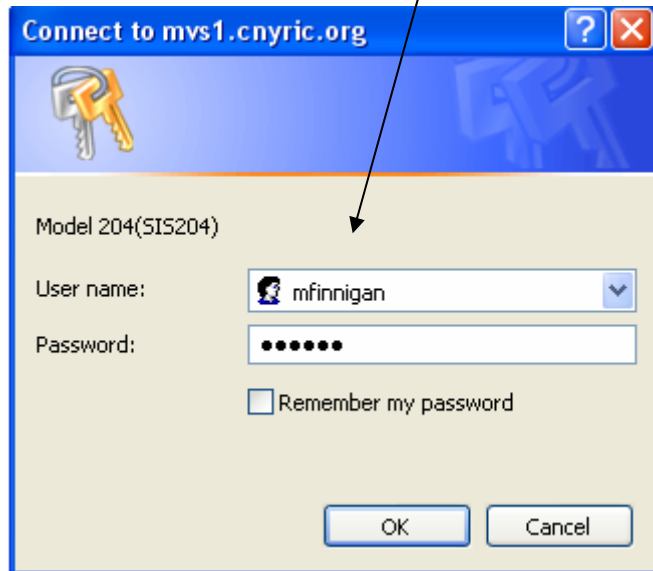 Connect to mvs1.cnyric.org
Model 204(SIS204)
User name: mfinnigan
Password: ●●●●●●
Remember my password
OK Cancel